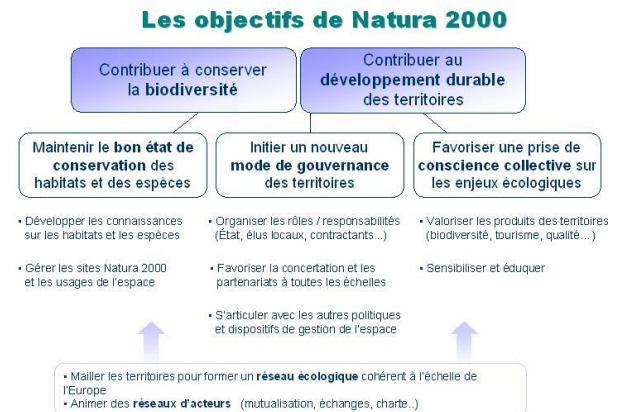 Les objectifs de Natura 2000
Contribuer à conserver
la biodiversité
Contribuer au
développement durable
des territoires
Maintenir le bon état de
conservation des
habitats et des espèces
Initier un nouveau
mode de gouvernance
des territoires
Favoriser une prise de
conscience collective sur
les enjeux écologiques
▪ Développer les connaissances
sur les habitats et les espèces
▪ Gérer les sites Natura 2000
et les usages de l'espace
▪ Organiser les rôles / responsabilités
(État, élus locaux, contractants...)
▪ Favoriser la concertation et les
partenariats à toutes les échelles
▪ S'articuler avec les autres politiques
et dispositifs de gestion de l'espace
▪ Valoriser les produits des territoires
(biodiversité, tourisme, qualité...)
▪ Sensibiliser et éduquer
▪ Mailler les territoires pour former un réseau écologique cohérent à l'échelle de
l'Europe
▪ Animer des réseaux d'acteurs (mutualisation, échanges, charte..)